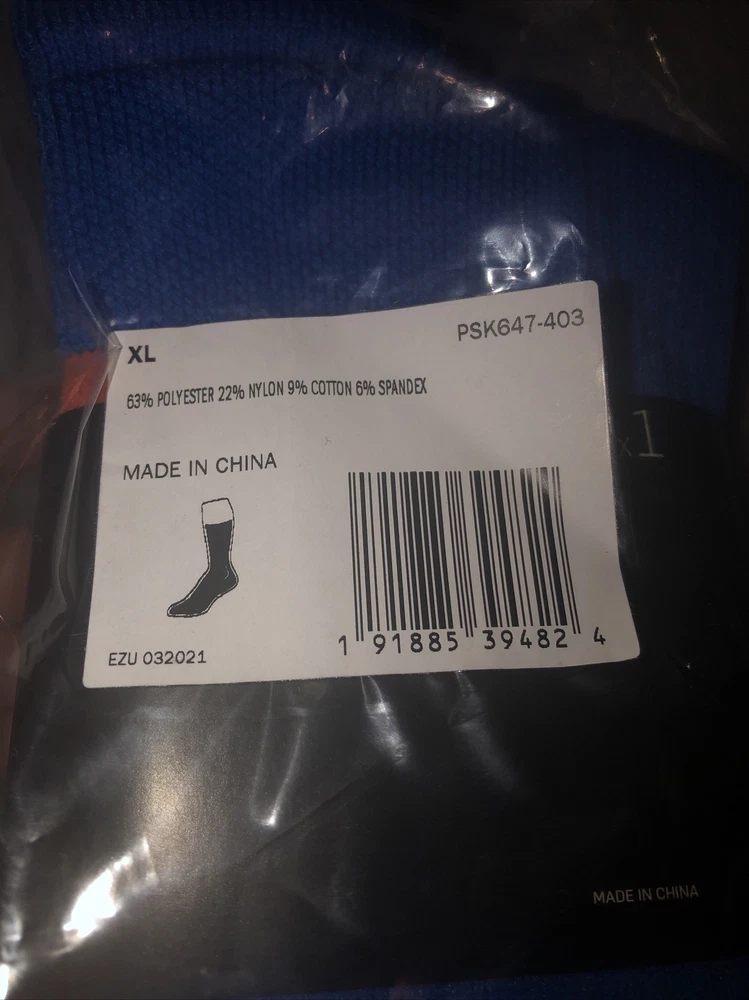 XL
PSK647-403
63% POLYESTER 22% NYLON 9% COTTON 6% SPANDEX
x1
MADE IN CHINA
EZU 032021
1 91885 39482 4
MADE IN CHINA